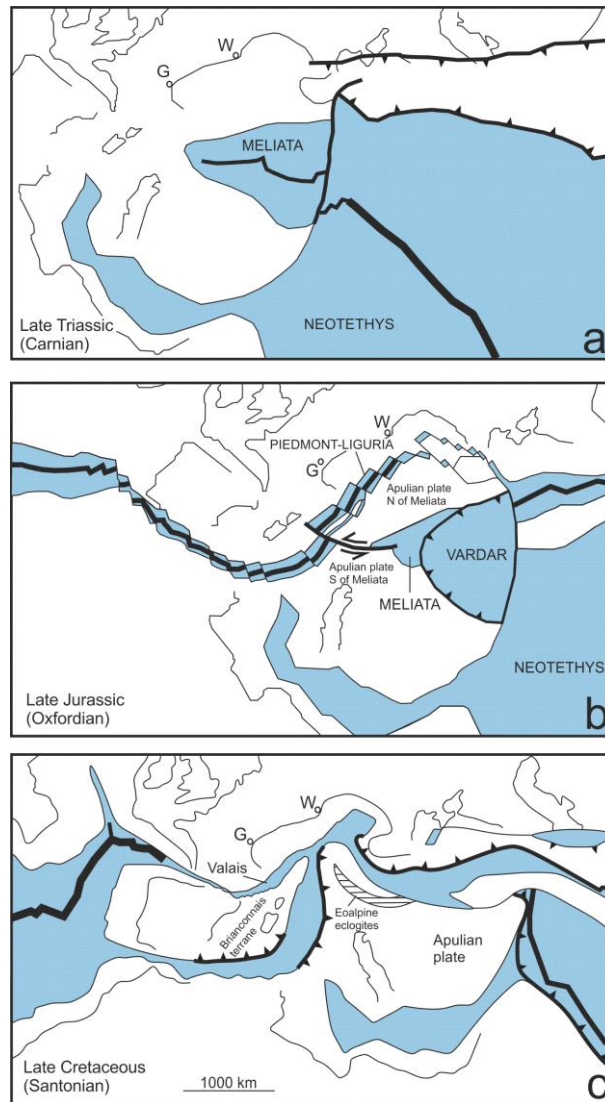 W
G
MELIATA
NEOTETHYS
Late Triassic
(Carnian)
a
W
PIEDMONT-LIGURIA
G
Apulian plate
N of Meliata
VARDAR
Apulian plate
S of Meliata
MELIATA
NEOTETHYS
Late Jurassic
(Oxfordian)
b
W
G
Valais
Brianconnais
terrane
Eoalpine
eclogites
Apulian
plate
Late Cretaceous
(Santonian)
1000 km
c